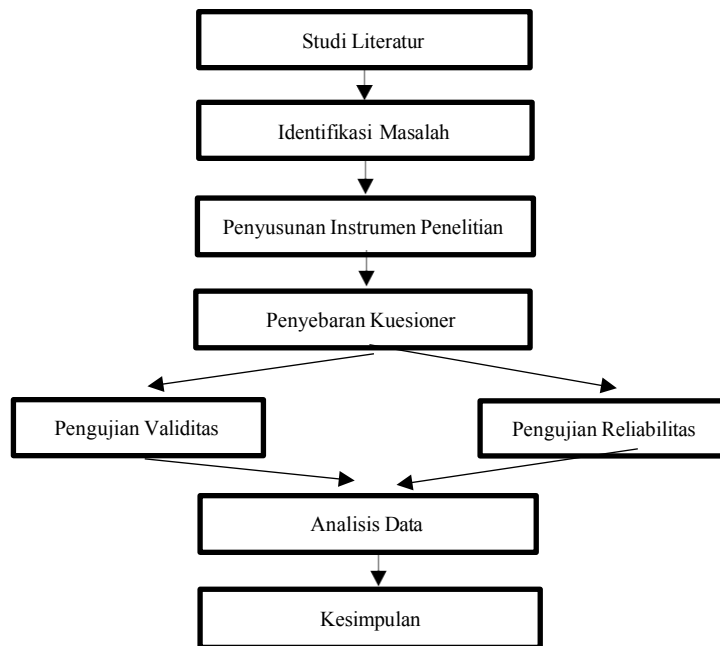 Studi Literatur
Identifikasi Masalah
Penyusunan Instrumen Penelitian
Penyebaran Kuesioner
Pengujian Validitas
Pengujian Reliabilitas
Analisis Data
Kesimpulan